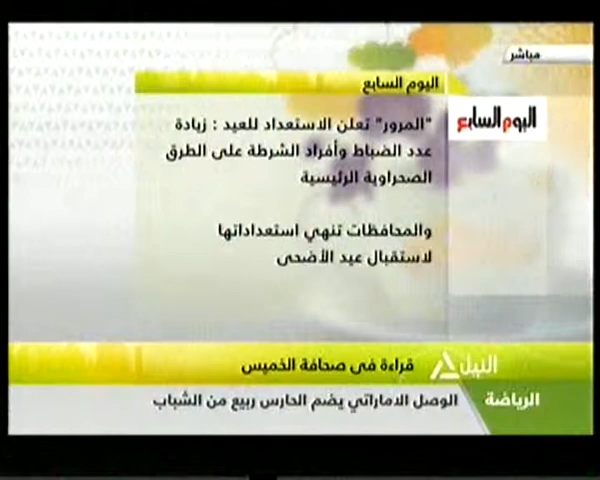 مباشر
اليوم السابع
اليوم السابع
"المرور" تعلن الاستعداد للعيد : زيادة
عدد الضباط وأفراد الشرطة على الطرق
الصحراوية الرئيسية
والمحافظات تنهي استعداداتها
لاستقبال عيد الأضحى
النيل
قراءة فى صحافة الخميس
الرياضة
الوصل الاماراتي يضم الحارس ربيع من الشباب